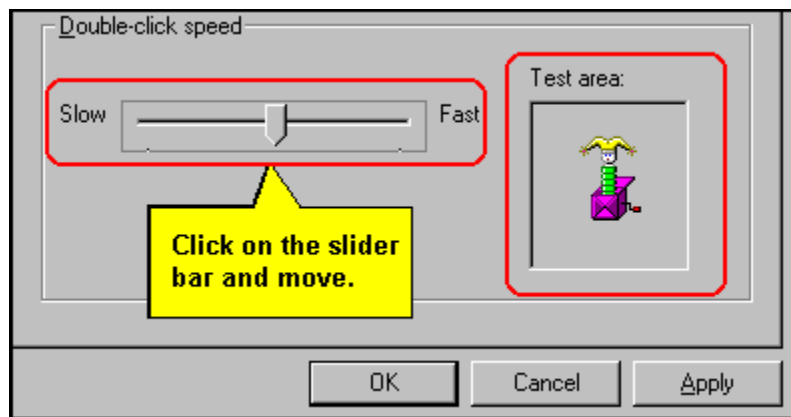 Double-click speed
Test area:
Slow
Fast
Click on the slider
bar and move.
OK
Cancel
Apply